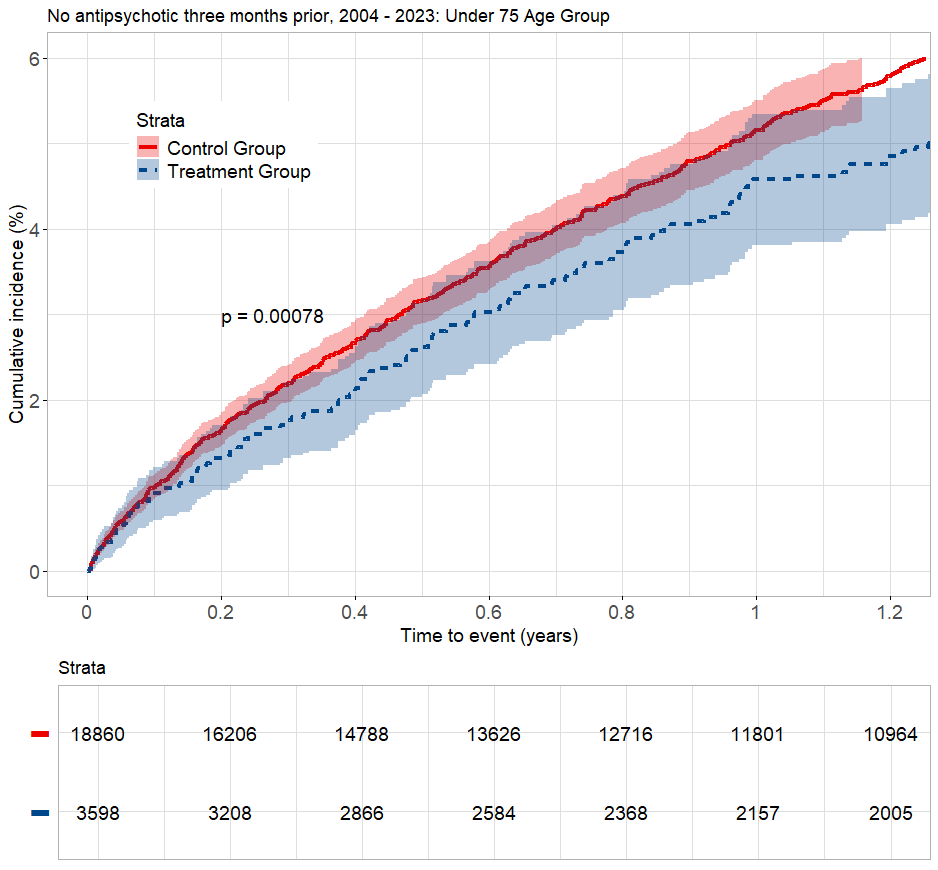 No antipsychotic three months prior, 2004 - 2023: Under 75 Age Group
Cumulative incidence (%)
6
4
2
0
Strata
Control Group
Treatment Group
p = 0.00078
0 0.2 0.4 0.6 0.8 1 1.2
Time to event (years)
Strata
18860 16206 14788 13626 12716 11801 10964
3598 3208 2866 2584 2368 2157 2005